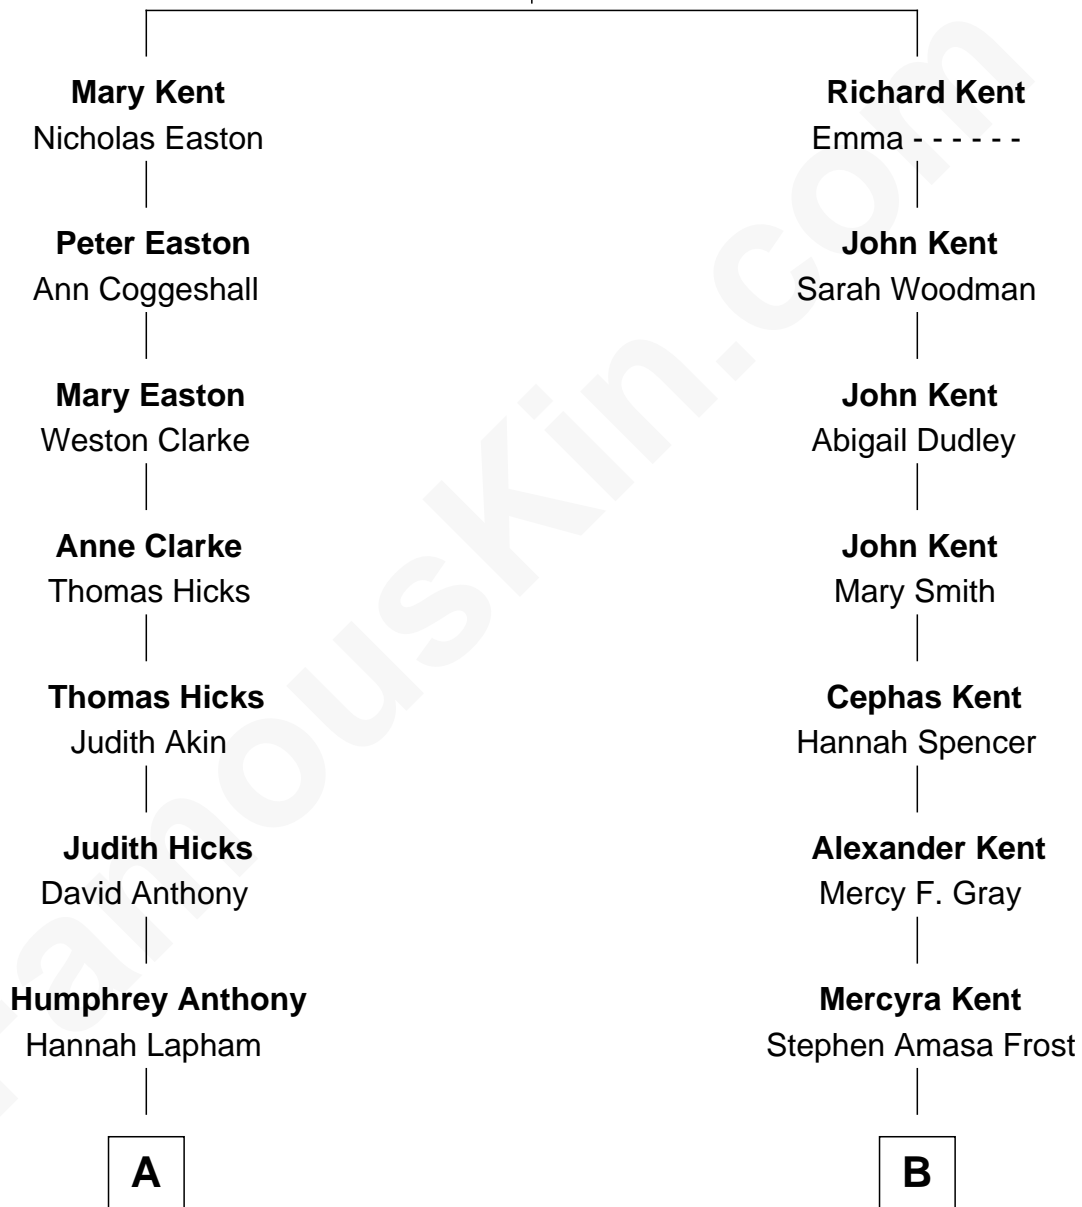 Mary Kent
Nicholas Easton
Richard Kent
Emma - - - - - -
Peter Easton
Ann Coggeshall
John Kent
Sarah Woodman
Mary Easton
Weston Clarke
John Kent
Abigail Dudley
Anne Clarke
Thomas Hicks
John Kent
Mary Smith
Thomas Hicks
Judith Akin
Cephas Kent
Hannah Spencer
Judith Hicks
David Anthony
Alexander Kent
Mercy F. Gray
Humphrey Anthony
Hannah Lapham
Mercyra Kent
Stephen Amasa Frost
A
B
FamousKin.com